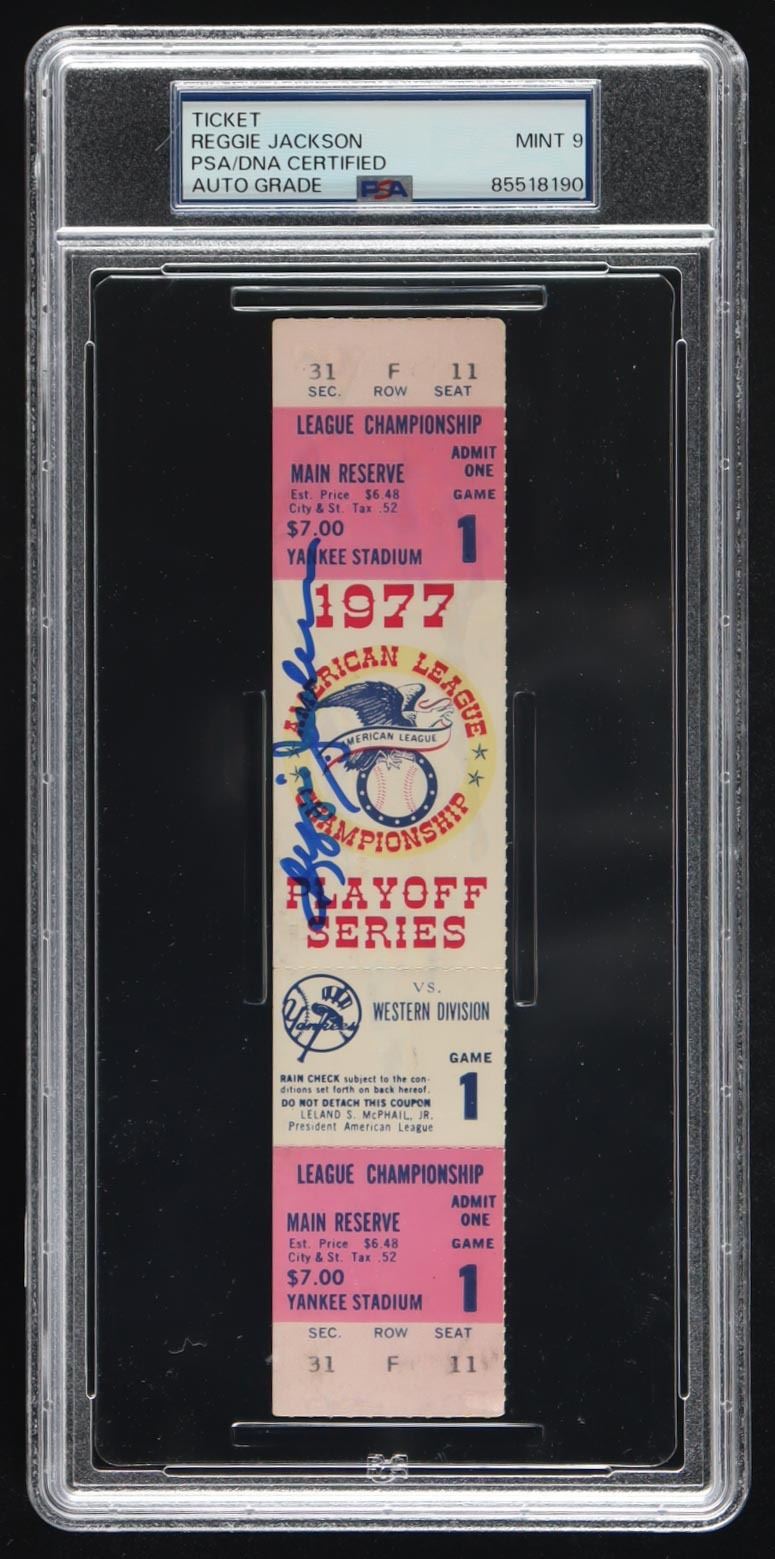 TICKET
REGGIE JACKSON MINT 9
PSA/DNA CERTIFIED
AUTO GRADE PSA 85518190
31 F 11
SEC. ROW SEAT
LEAGUE CHAMPIONSHIP
ADMIT
ONE
MAIN RESERVE
Est. Price $6.48
City & St. Tax .52
GAME
1
$7.00
YANKEE STADIUM
1977
AMERICAN LEAGUE
AMERICAN LEAGUE
CHAMPIONSHIP
Reggie Jackson
PLAYOFF
SERIES
Yankees
VS.
WESTERN DIVISION
GAME
1
RAIN CHECK subject to the con-
ditions set forth on back hereof.
DO NOT DETACH THIS COUPON
LELAND S. McPHAIL, JR.
President American League
LEAGUE CHAMPIONSHIP
ADMIT
ONE
MAIN RESERVE
Est. Price $6.48
City & St. Tax .52
GAME
1
$7.00
YANKEE STADIUM
SEC. ROW SEAT
31 F 11